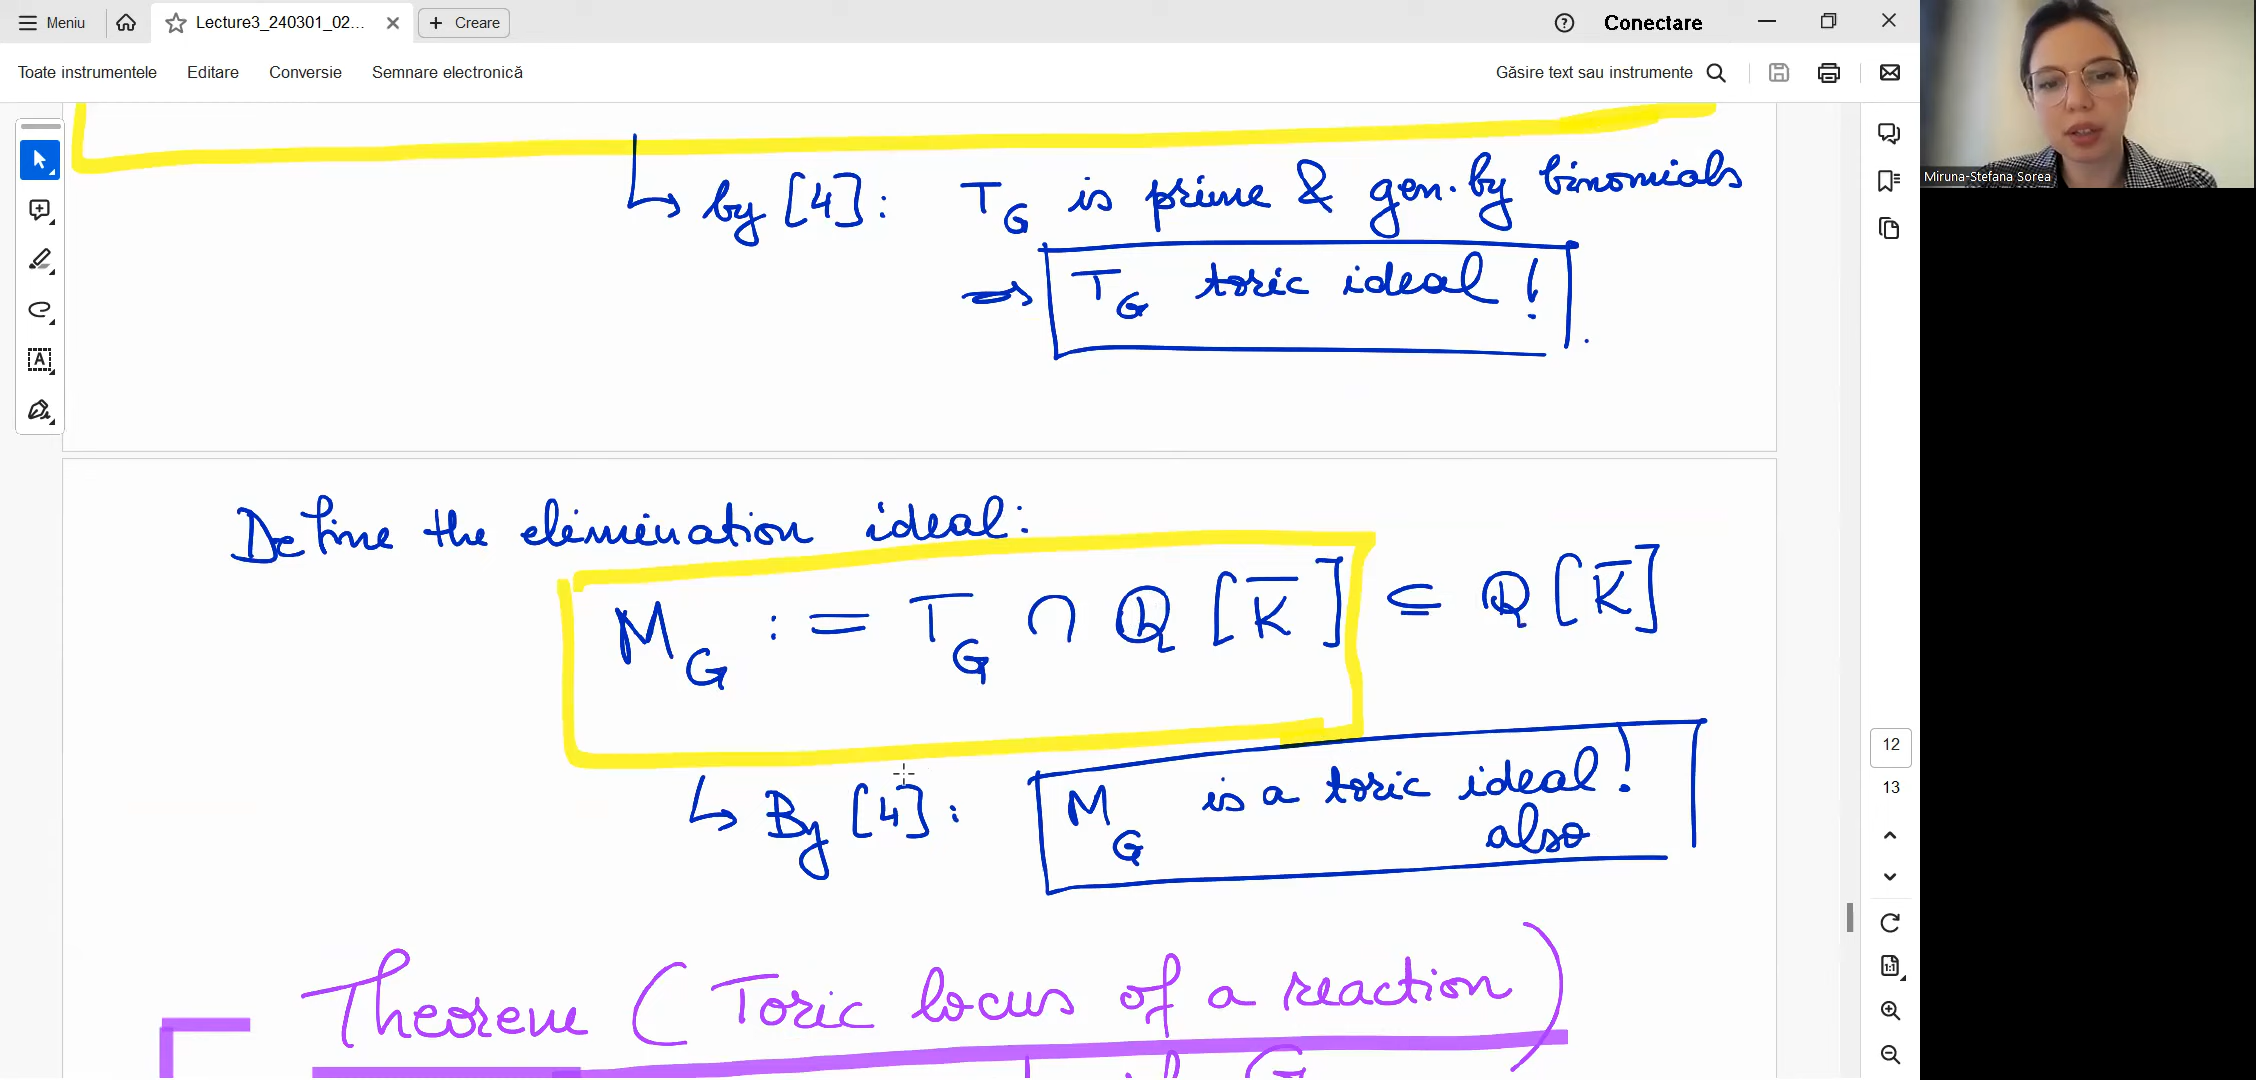 Meniu
Lecture3_240301_02...
Creare
Conectare
Toate instrumentele Editare Conversie Semnare electronică
Găsire text sau instrumente
Miruna-Stefana Sorea
↳ by [4]: T_G is prime & gen. by binomials
⇒ T_G toric ideal!
Define the elimination ideal:
M_G := T_G ∩ Q[K̅] ⊆ Q[K̅]
↳ By [4]: M_G is a toric ideal!
also
12
13
Theorem (Toric locus of a reaction
G